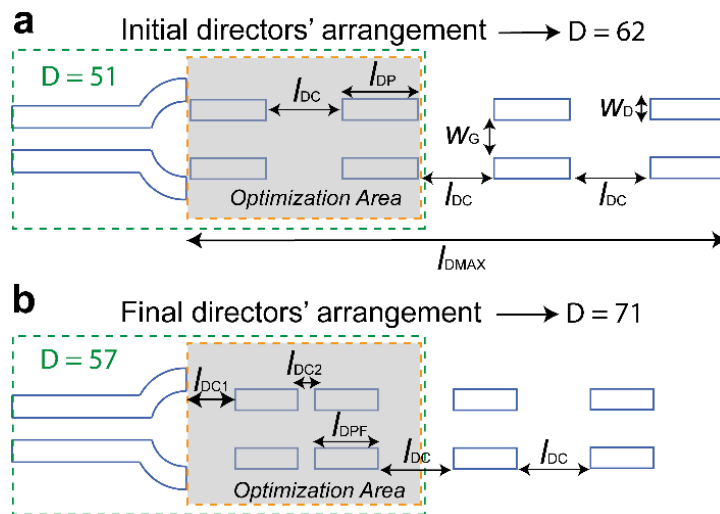 a
Initial directors’ arrangement → D = 62
D = 51
lDC
lDP
wG
wD
Optimization Area
lDC
lDC
lDMAX
b
Final directors’ arrangement → D = 71
D = 57
lDC1
lDC2
lDPF
lDC
lDC
Optimization Area